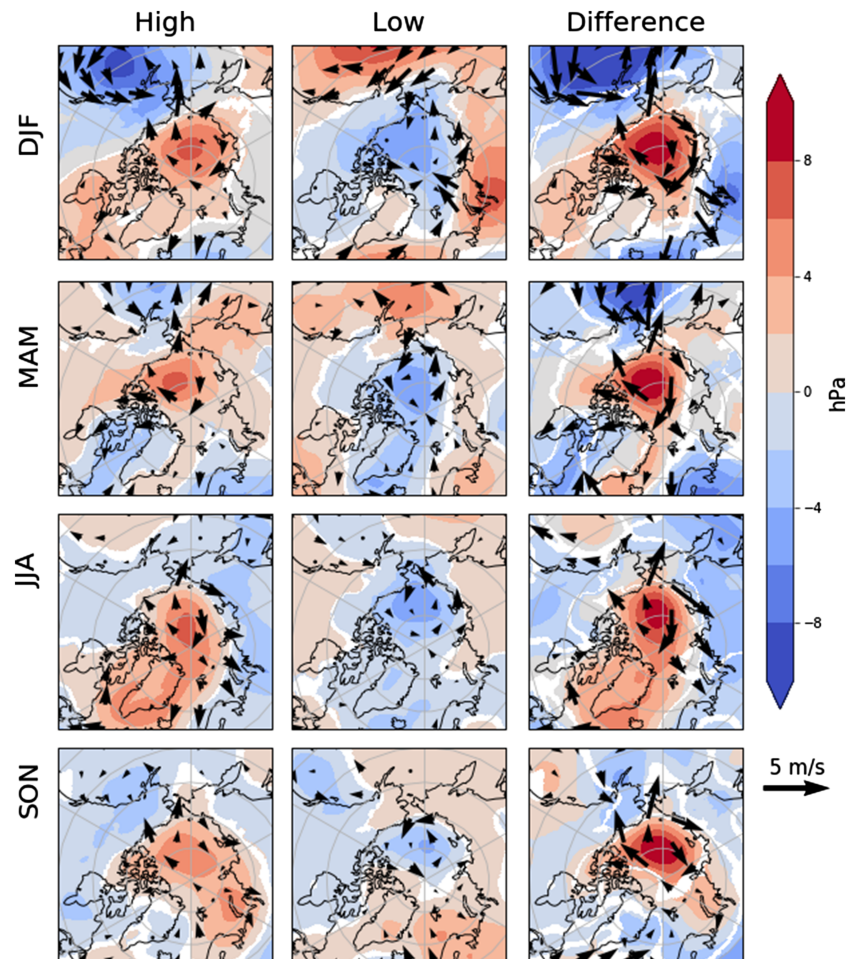 High Low Difference
DJF
MAM
JJA
SON
8
4
0
−4
−8
hPa
5 m/s